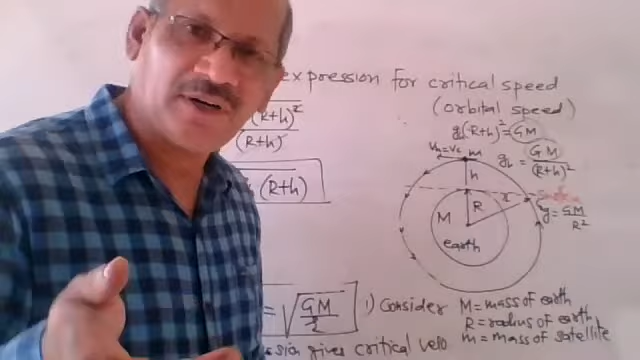 expression for critical speed
(Orbital speed)
(R+h)²
(R+h)
(R+h)
g(R+h)² = GM
Vh=Vc m
gh = GM
(R+h)²
h
R
r
M
earth
g = GM
R²
= √GM
1) Consider M = mass of earth
R = radius of earth
m = mass of satellite
gives critical velo